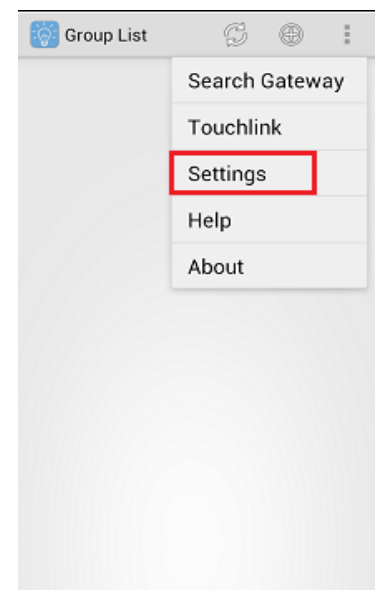 Group List
Search Gateway
Touchlink
Settings
Help
About